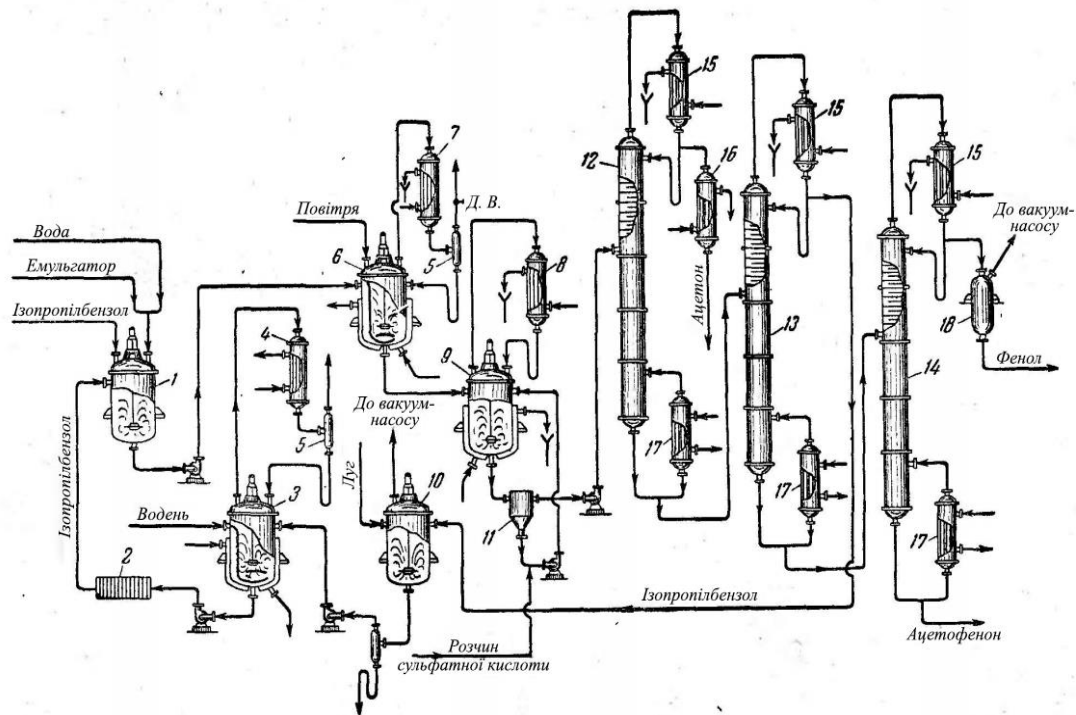 15
7
15
12
16
15
Д. В.
Повітря
До вакуум-
насосу
Вода
6
5
8
Емульгатор
Ацетон
Ізопропілбензол
4
13
18
9
Фенол
1
14
До вакуум-
насосу
5
17
Ізопропілбензол
Луг
10
3
17
Водень
11
17
2
Ізопропілбензол
Розчин
сульфатної кислоти
Ацетофенон